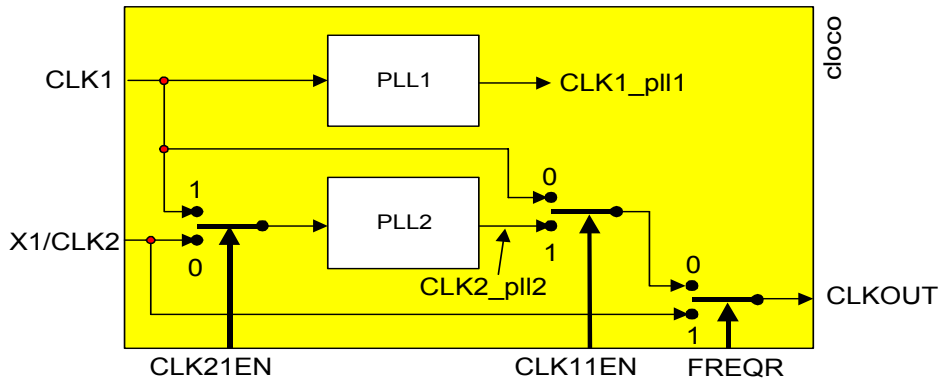 cloco
CLK1
PLL1
CLK1_pll1
1
0
X1/CLK2
0
PLL2
1
CLK2_pll2
0
CLKOUT
1
CLK21EN
CLK11EN
FREQR